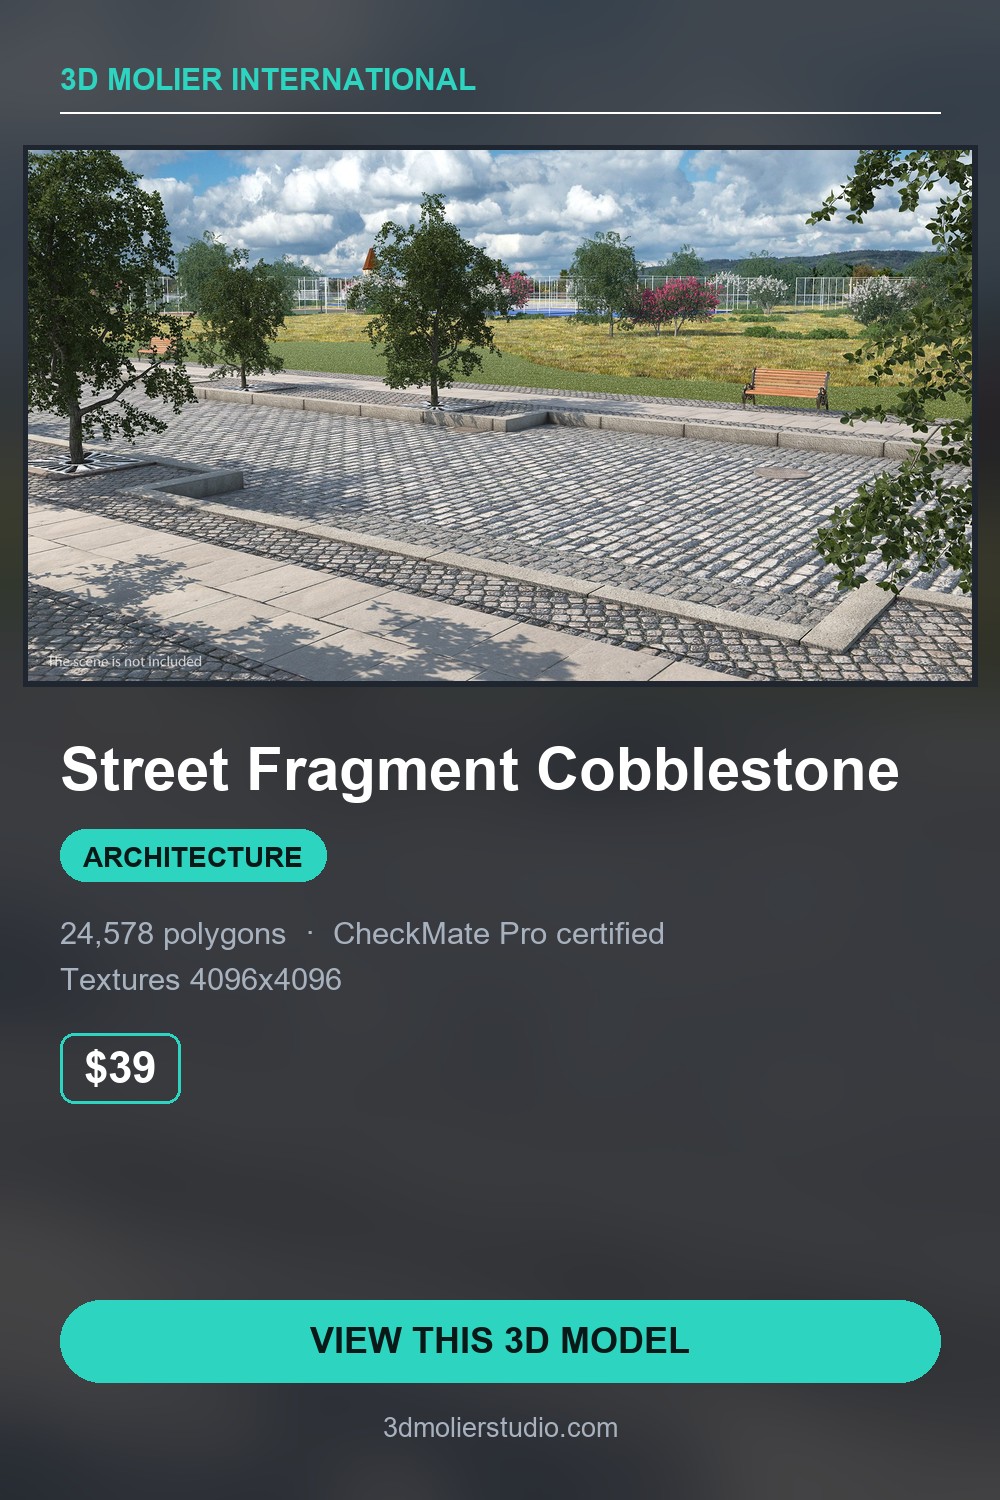 3D MOLIER INTERNATIONAL
The scene is not included
Street Fragment Cobblestone
ARCHITECTURE
24,578 polygons · CheckMate Pro certified
Textures 4096x4096
$39
VIEW THIS 3D MODEL
3dmolierstudio.com